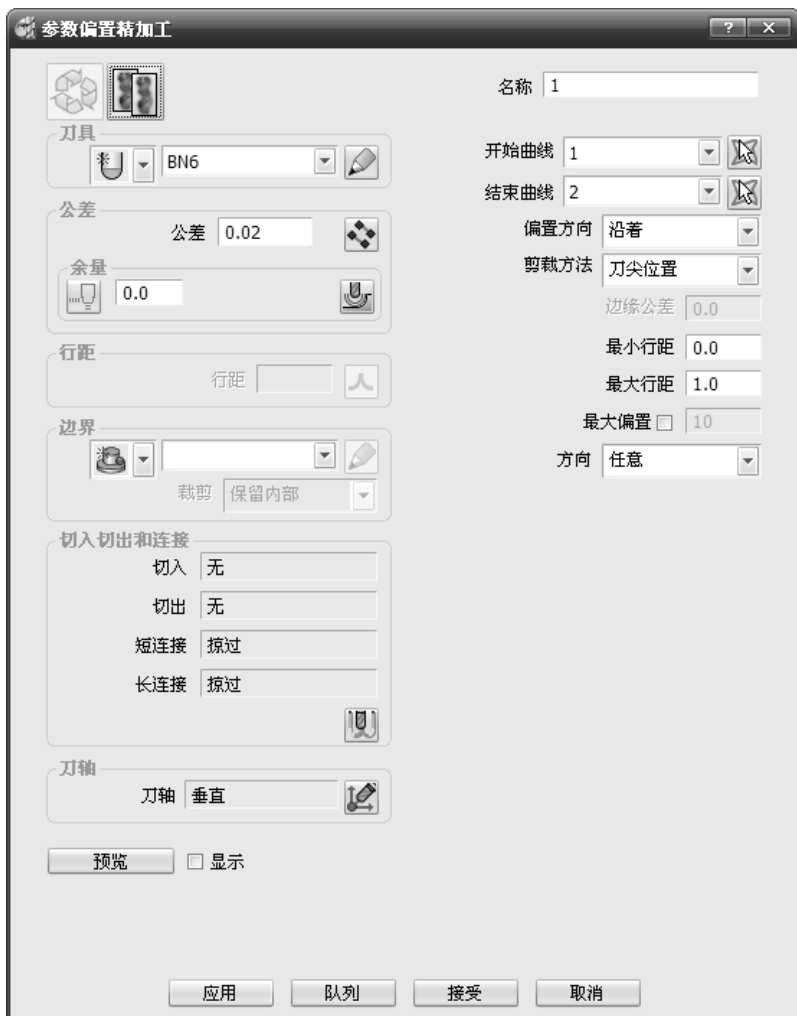 参数偏置精加工
名称 1
刀具
BN6
公差
公差 0.02
余量
0.0
行距
行距
边界
裁剪 保留内部
切入切出和连接
切入 无
切出 无
短连接 掠过
长连接 掠过
刀轴
刀轴 垂直
预览 显示
开始曲线 1
结束曲线 2
偏置方向 沿着
剪裁方法 刀尖位置
边缘公差 0.0
最小行距 0.0
最大行距 1.0
最大偏置 10
方向 任意
应用 队列 接受 取消